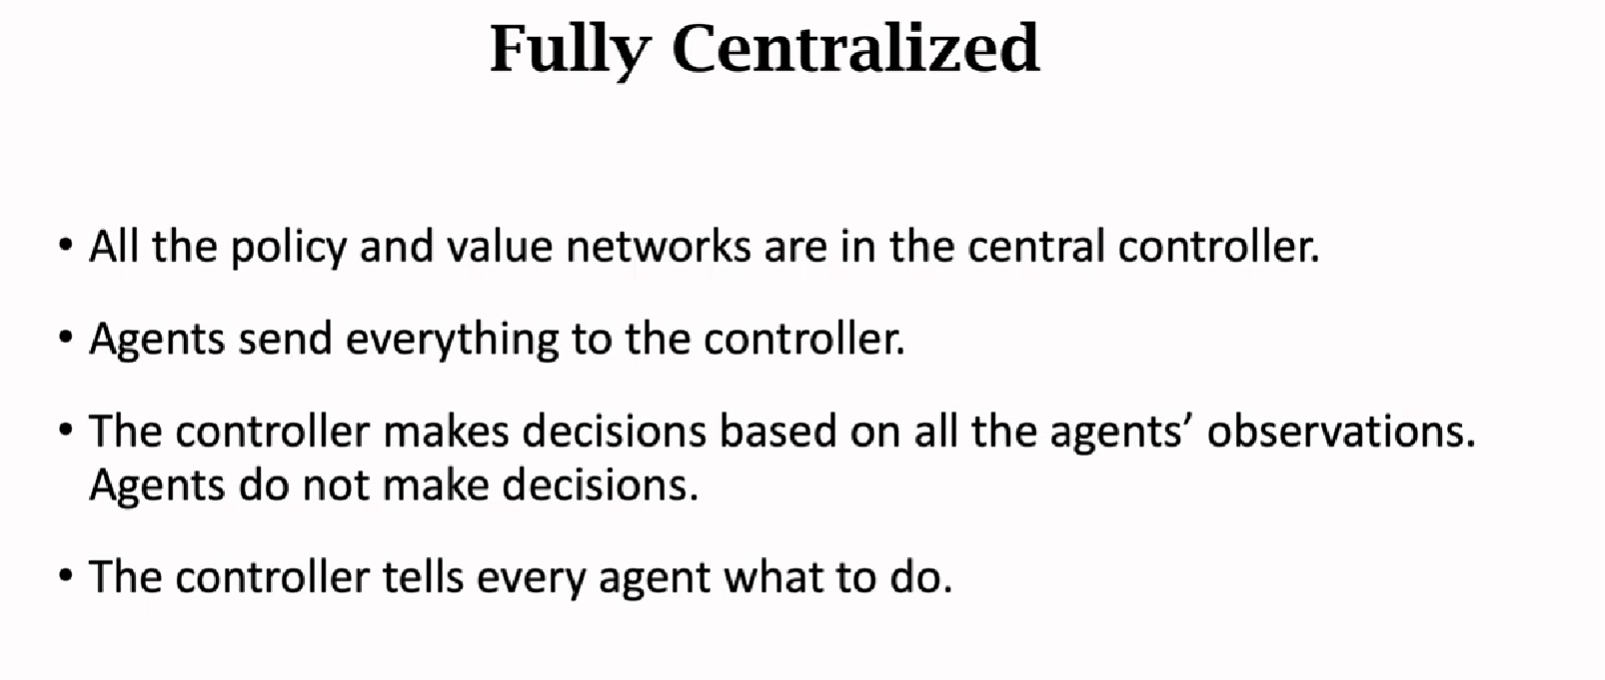 Fully Centralized
• All the policy and value networks are in the central controller.
• Agents send everything to the controller.
• The controller makes decisions based on all the agents’ observations.
Agents do not make decisions.
• The controller tells every agent what to do.